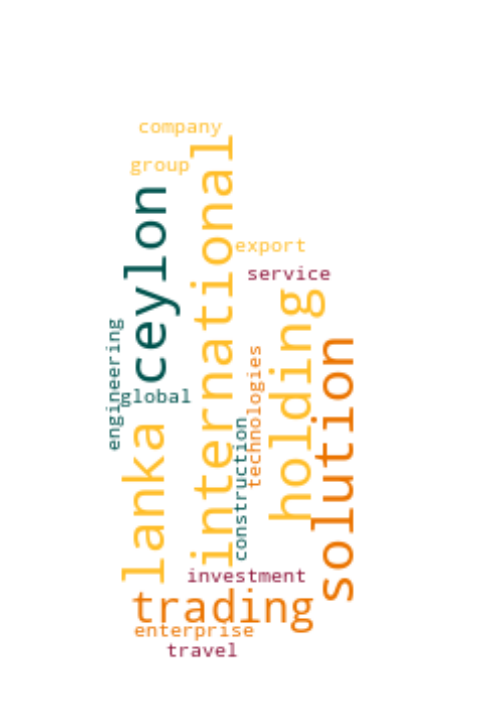 company
group
international
ceylon
export
service
holding
engineering
solution
technologies
global
construction
lanka
investment
trading
enterprise
travel